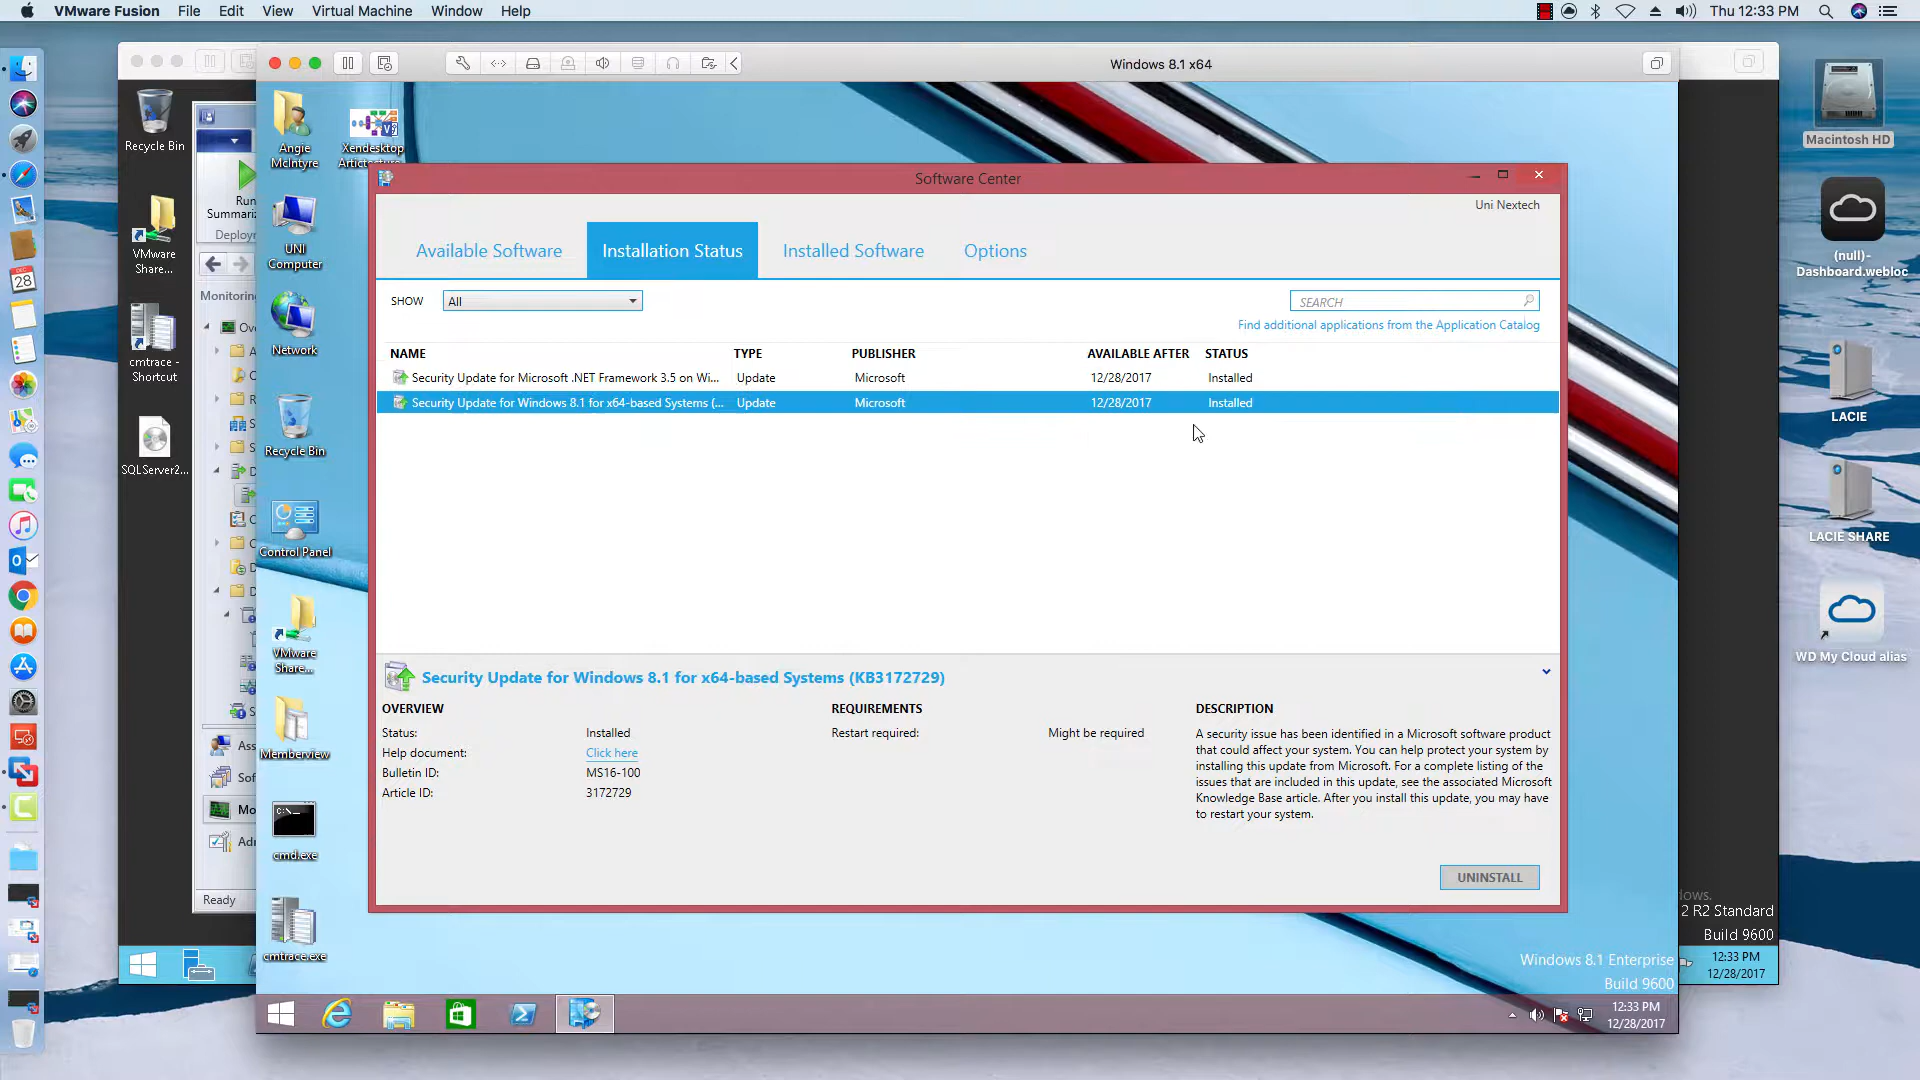 VMware Fusion File Edit View Virtual Machine Window Help Thu 12:33 PM
Windows 8.1 x64
Recycle Bin
VMware
Share...
cmtrace -
Shortcut
SQLServer2...
Run
Summariz
Deploy
Monitoring
Ready
Angie
McIntyre
Xendesktop
UNI
Computer
Network
Recycle Bin
Control Panel
VMware
Share...
Memberview
cmd.exe
cmtrace.exe
Software Center
Uni Nextech
Available Software Installation Status Installed Software Options
SHOW All SEARCH
Find additional applications from the Application Catalog
NAME TYPE PUBLISHER AVAILABLE AFTER STATUS
Security Update for Microsoft .NET Framework 3.5 on Wi... Update Microsoft 12/28/2017 Installed
Security Update for Windows 8.1 for x64-based Systems (... Update Microsoft 12/28/2017 Installed
Security Update for Windows 8.1 for x64-based Systems (KB3172729)
OVERVIEW
Status: Installed
Help document: Click here
Bulletin ID: MS16-100
Article ID: 3172729
REQUIREMENTS
Restart required: Might be required
DESCRIPTION
A security issue has been identified in a Microsoft software product
that could affect your system. You can help protect your system by
installing this update from Microsoft. For a complete listing of the
issues that are included in this update, see the associated Microsoft
Knowledge Base article. After you install this update, you may have
to restart your system.
UNINSTALL
Windows 8.1 Enterprise
Build 9600
12:33 PM
12/28/2017
2 R2 Standard
Build 9600
12:33 PM
12/28/2017
Macintosh HD
(null)-
Dashboard.webloc
LACIE
LACIE SHARE
WD My Cloud alias